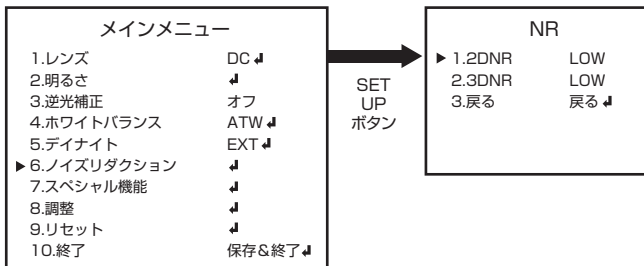 メインメニュー
1.レンズ DC↲
2.明るさ ↲
3.逆光補正 オフ
4.ホワイトバランス ATW↲
5.デイナイト EXT↲
▶6.ノイズリダクション ↲
7.スペシャル機能 ↲
8.調整 ↲
9.リセット ↲
10.終了 保存&終了↲
SET
UP
ボタン
NR
▶1.2DNR LOW
2.3DNR LOW
3.戻る 戻る↲